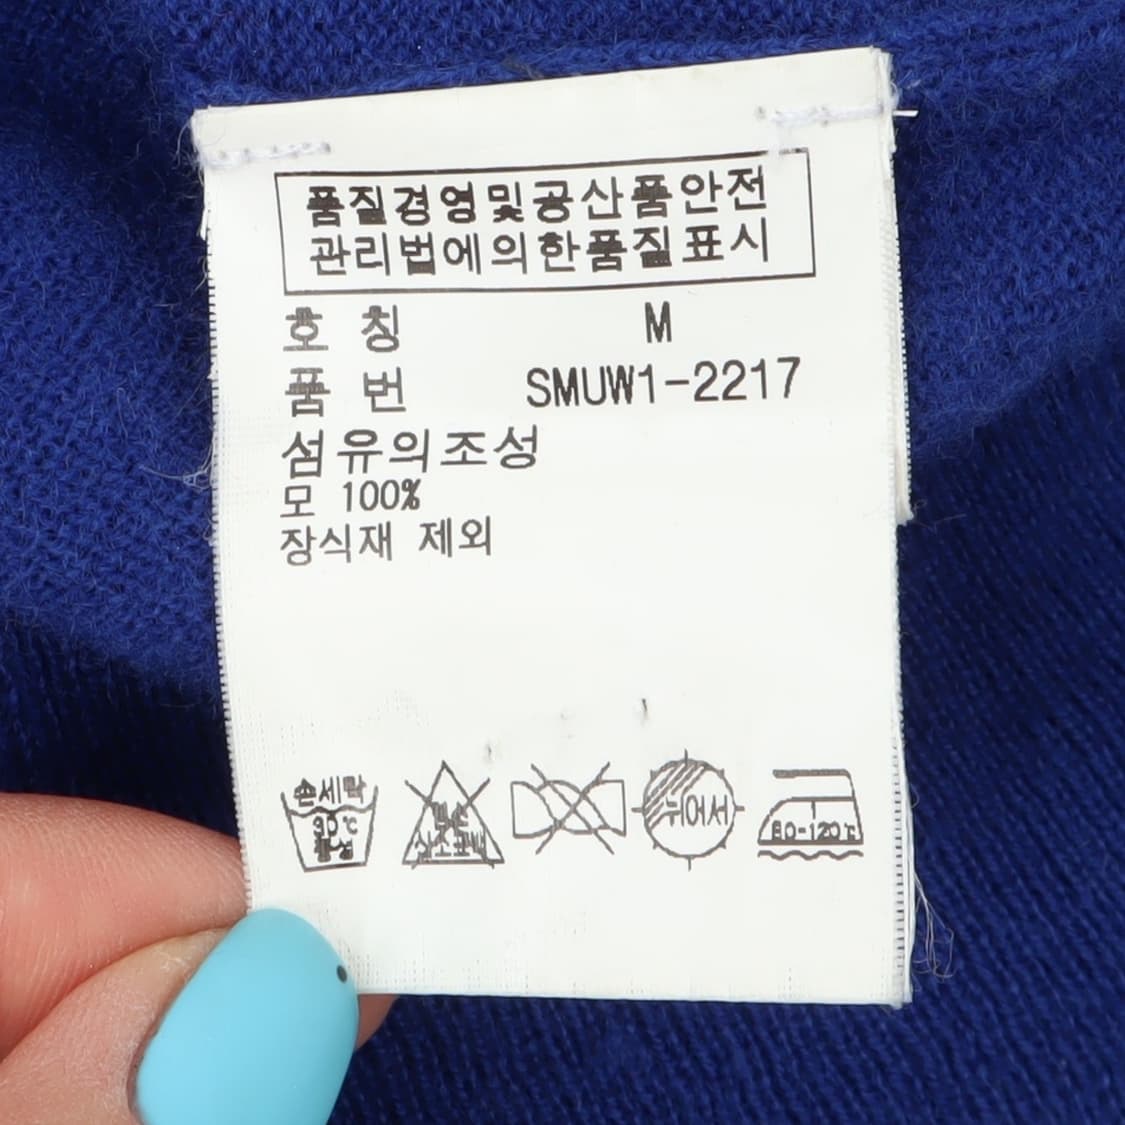 품질경영및공산품안전
관리법에의한품질표시
호 칭 M
품 번 SMUW1-2217
섬유의조성
모 100%
장식재 제외
손세탁
30℃
중성
뉘어서
80-120℃